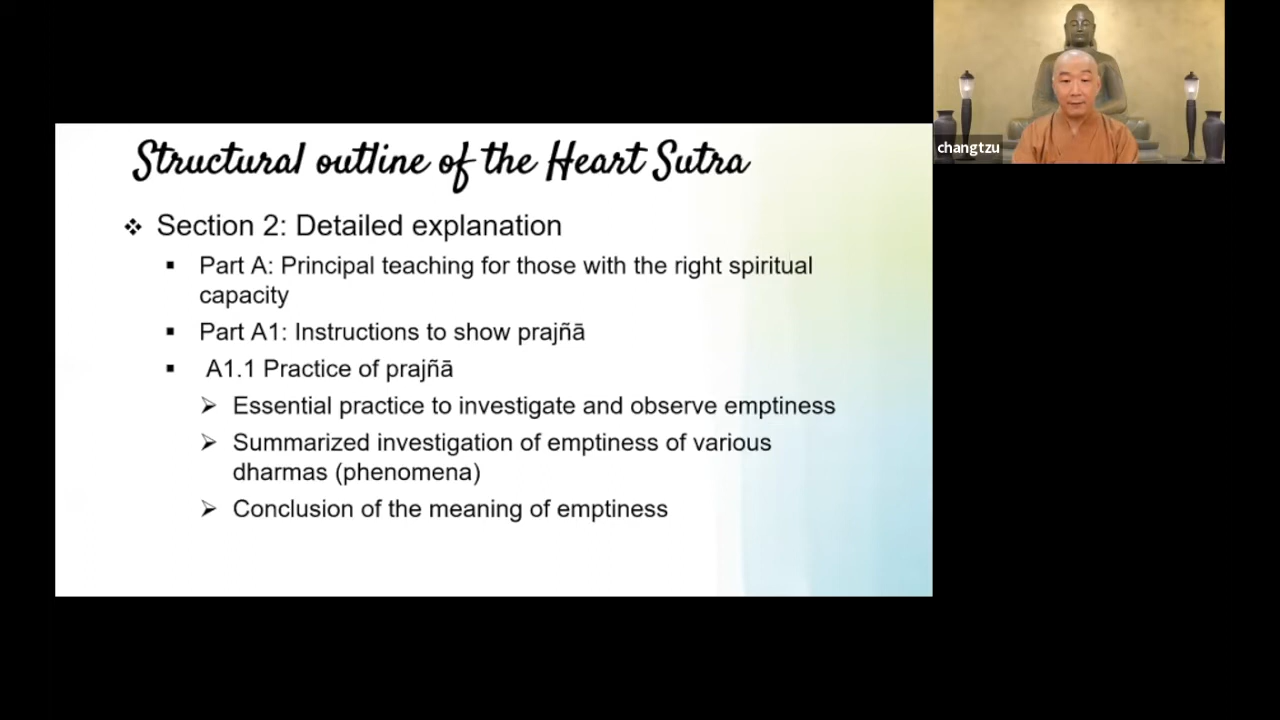 Structural outline of the Heart Sutra
Section 2: Detailed explanation
Part A: Principal teaching for those with the right spiritual
capacity
Part A1: Instructions to show prajñā
A1.1 Practice of prajñā
Essential practice to investigate and observe emptiness
Summarized investigation of emptiness of various
dharmas (phenomena)
Conclusion of the meaning of emptiness
changtzu